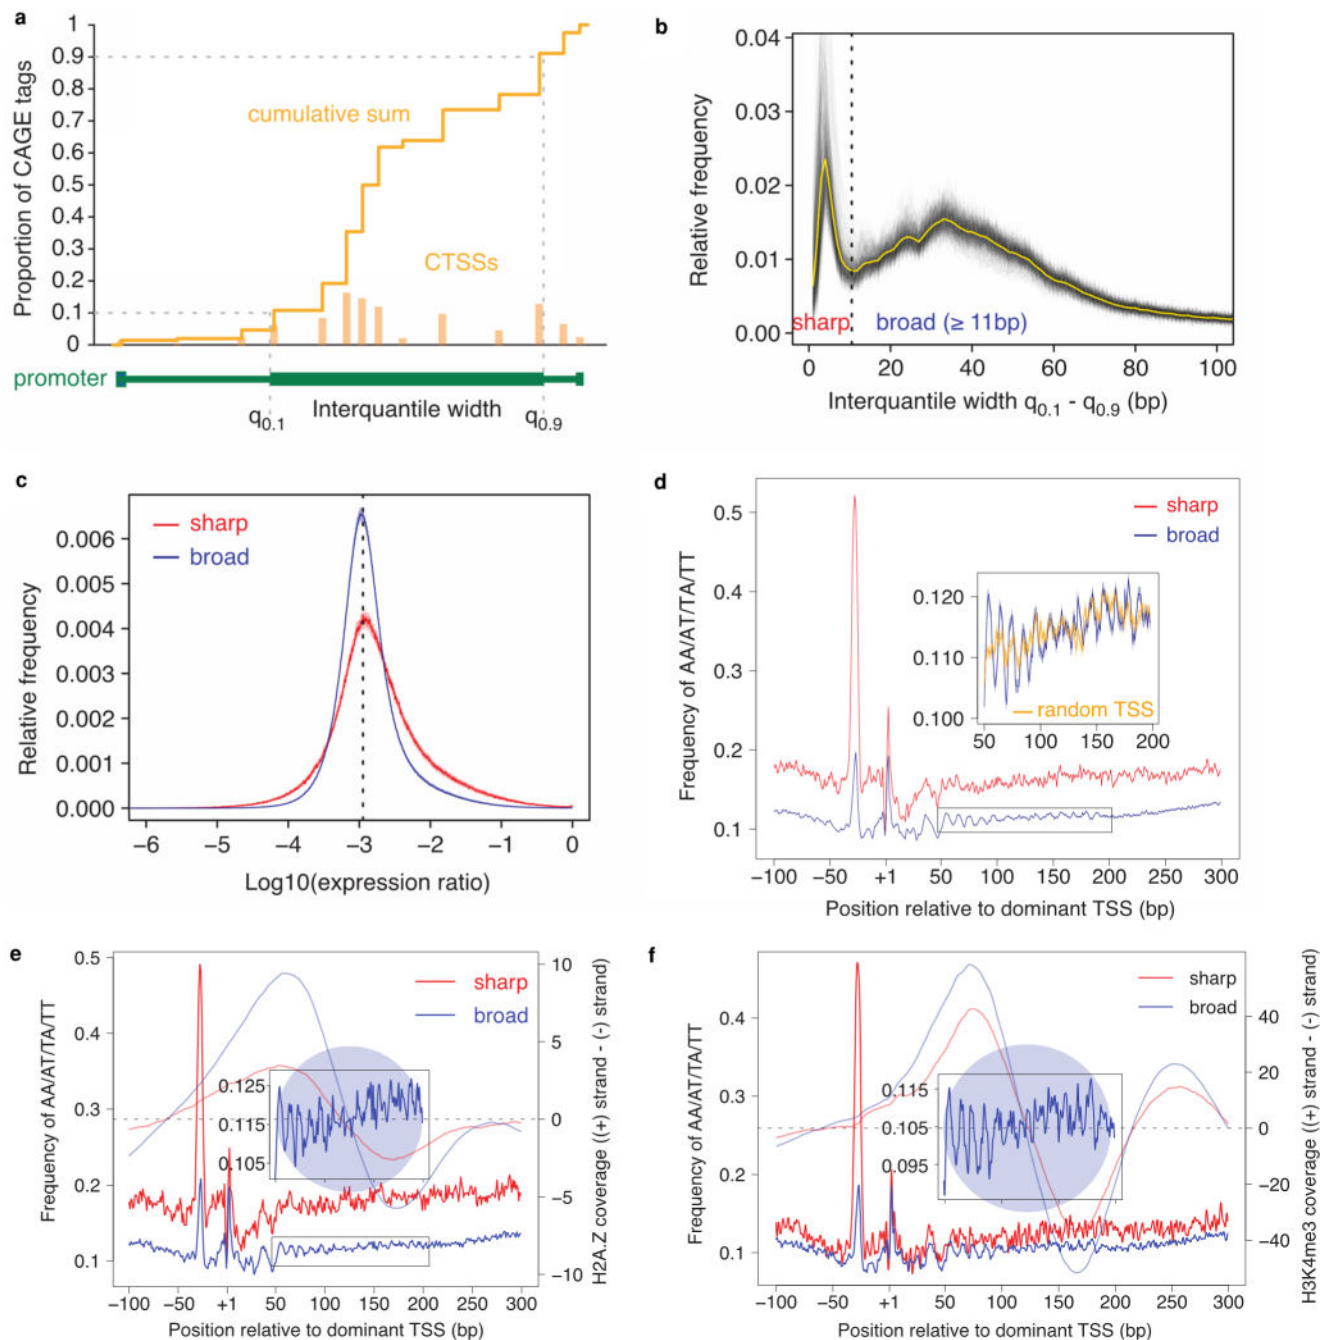 a
Proportion of CAGE tags
1
0.9
0.8
0.7
0.6
0.5
0.4
0.3
0.2
0.1
0
cumulative sum
CTSSs
promoter
q0.1
Interquantile width
q0.9
b
Relative frequency
0.04
0.03
0.02
0.01
0.00
sharp
broad (≥ 11bp)
0 20 40 60 80 100
Interquantile width q0.1 - q0.9 (bp)
c
sharp
broad
Relative frequency
0.006
0.005
0.004
0.003
0.002
0.001
0.000
−6 −5 −4 −3 −2 −1 0
Log10(expression ratio)
d
sharp
broad
Frequency of AA/AT/TA/TT
0.5
0.4
0.3
0.2
0.1
0.120
0.110
0.100
random TSS
50 100 150 200
−100 −50 +1 50 100 150 200 250 300
Position relative to dominant TSS (bp)
e
sharp
broad
Frequency of AA/AT/TA/TT
0.5
0.4
0.3
0.2
0.1
0.125
0.115
0.105
10
5
0
−5
−10
H2A.Z coverage ((+) strand - (-) strand)
−100 −50 +1 50 100 150 200 250 300
Position relative to dominant TSS (bp)
f
sharp
broad
Frequency of AA/AT/TA/TT
0.4
0.3
0.2
0.1
0.115
0.105
0.095
40
20
0
−20
−40
H3K4me3 coverage ((+) strand - (-) strand)
−100 −50 +1 50 100 150 200 250 300
Position relative to dominant TSS (bp)